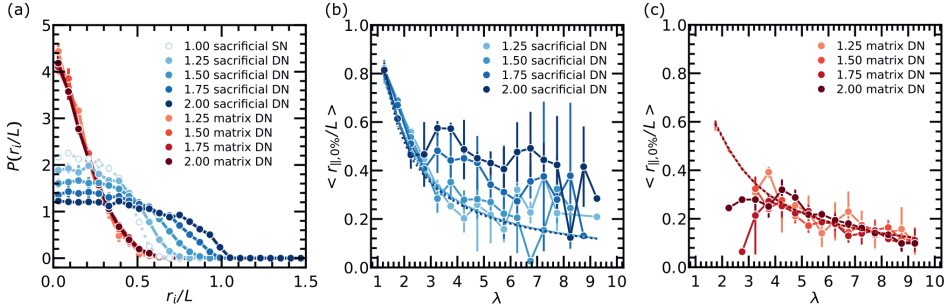 (a)
5
4
3
2
1
0
P(rᵢ/L)
0.0 0.3 0.6 0.9 1.2 1.5
rᵢ/L
1.00 sacrificial SN
1.25 sacrificial DN
1.50 sacrificial DN
1.75 sacrificial DN
2.00 sacrificial DN
1.25 matrix DN
1.50 matrix DN
1.75 matrix DN
2.00 matrix DN
(b)
1.0
0.8
0.6
0.4
0.2
0.0
< r∥,0%/L >
1 2 3 4 5 6 7 8 9 10
λ
1.25 sacrificial DN
1.50 sacrificial DN
1.75 sacrificial DN
2.00 sacrificial DN
(c)
1.0
0.8
0.6
0.4
0.2
0.0
< r∥,0%/L >
1 2 3 4 5 6 7 8 9 10
λ
1.25 matrix DN
1.50 matrix DN
1.75 matrix DN
2.00 matrix DN